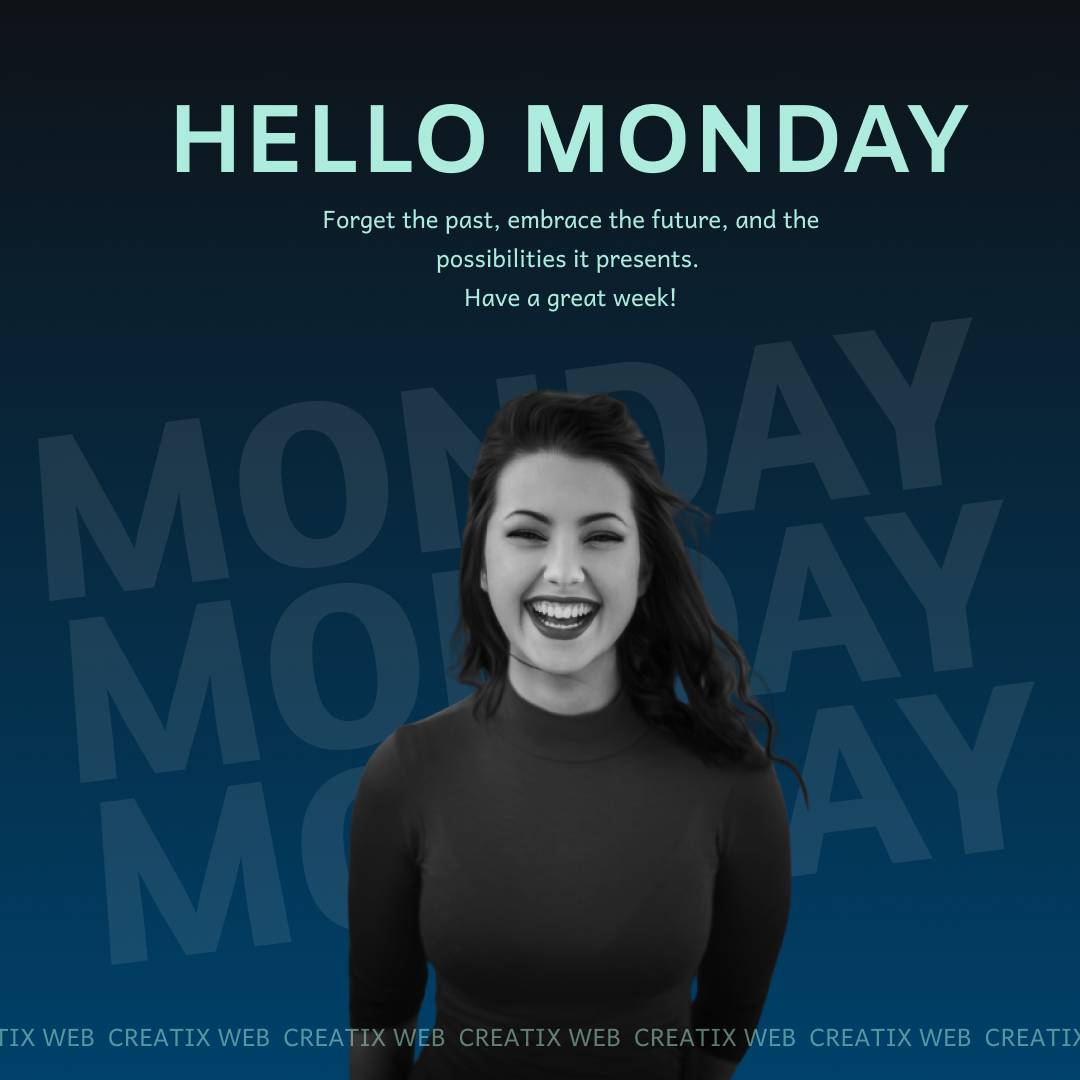 HELLO MONDAY
Forget the past, embrace the future, and the
possibilities it presents.
Have a great week!
MONDAY
MONDAY
MONDAY
TIX WEB CREATIX WEB CREATIX WEB CREATIX WEB CREATIX WEB CREATIX WEB CREATIX